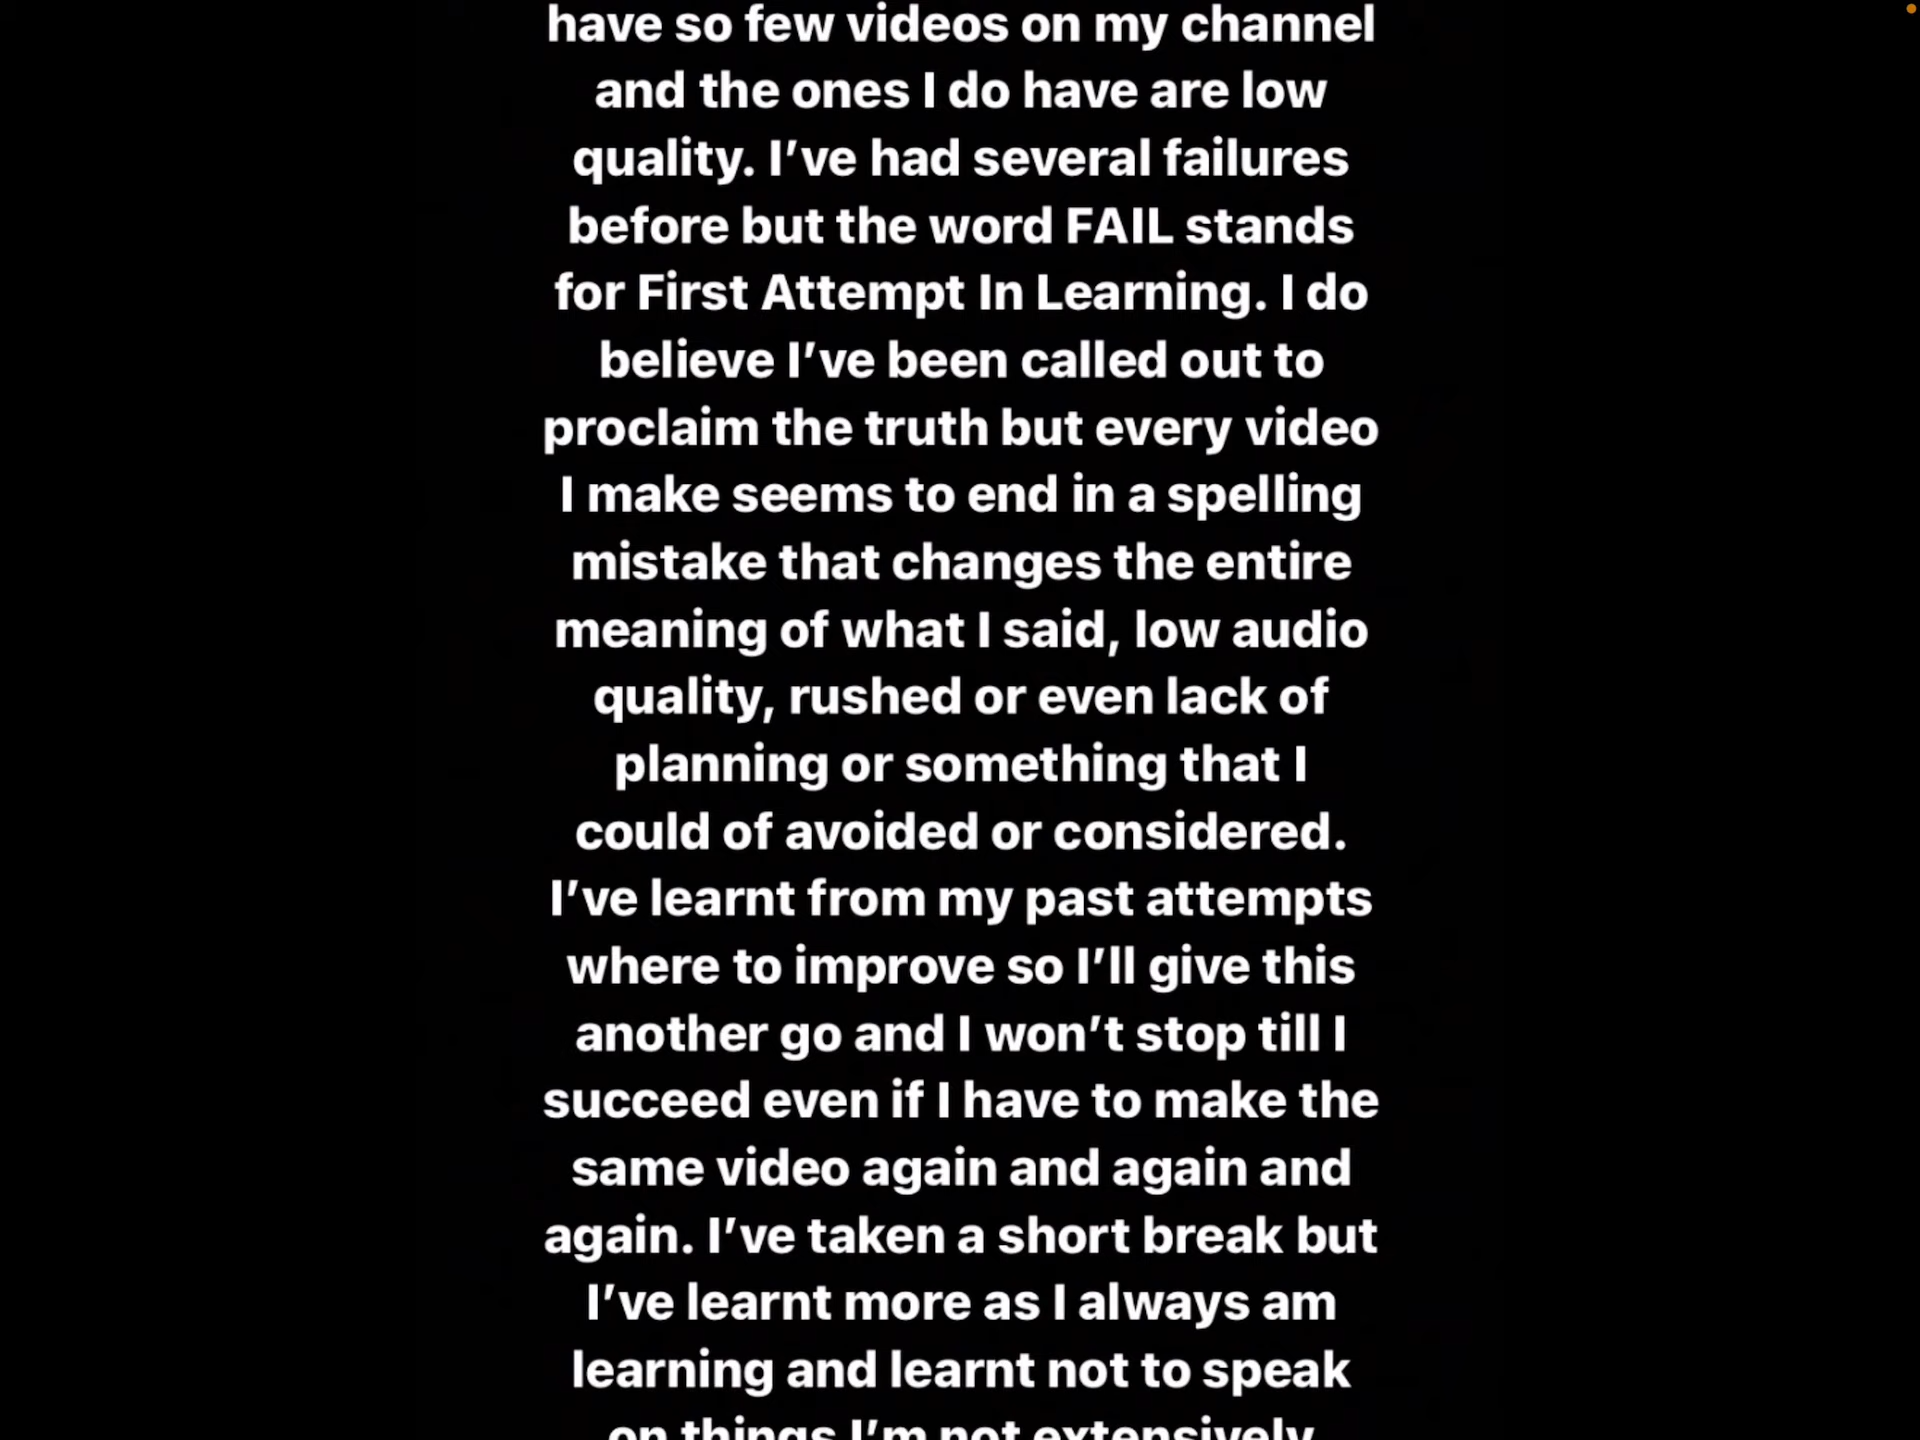 have so few videos on my channel
and the ones I do have are low
quality. I’ve had several failures
before but the word FAIL stands
for First Attempt In Learning. I do
believe I’ve been called out to
proclaim the truth but every video
I make seems to end in a spelling
mistake that changes the entire
meaning of what I said, low audio
quality, rushed or even lack of
planning or something that I
could of avoided or considered.
I’ve learnt from my past attempts
where to improve so I’ll give this
another go and I won’t stop till I
succeed even if I have to make the
same video again and again and
again. I’ve taken a short break but
I’ve learnt more as I always am
learning and learnt not to speak
on things I’m not extensively